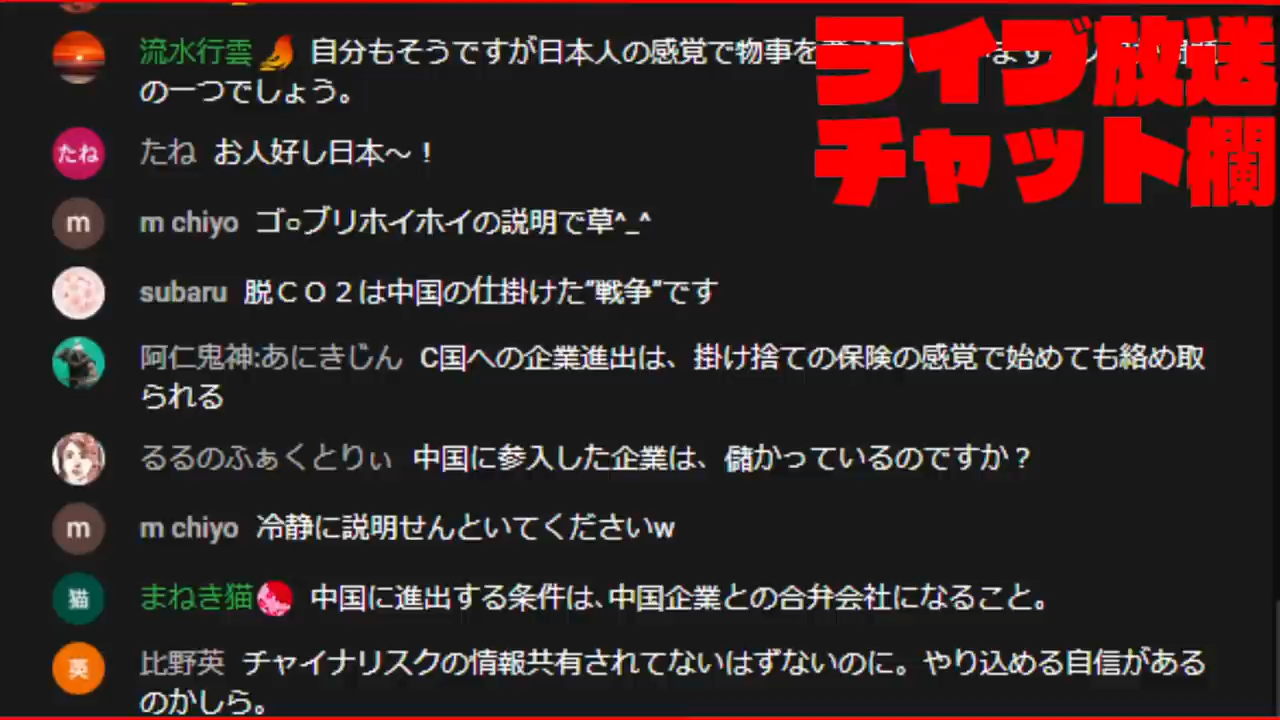 ライブ放送
チャット欄
流水行雲 自分もそうですが日本人の感覚で物事を
の一つでしょう。
たね たね お人好し日本〜！
m m chiyo ゴ○ブリホイホイの説明で草^_^
subaru 脱ＣＯ２は中国の仕掛けた”戦争”です
阿仁鬼神:あにきじん C国への企業進出は、掛け捨ての保険の感覚で始めても絡め取
られる
るるのふぁくとりぃ 中国に参入した企業は、儲かっているのですか？
m m chiyo 冷静に説明せんといてくださいw
猫 まねき猫 中国に進出する条件は､中国企業との合弁会社になること。
英 比野英 チャイナリスクの情報共有されてないはずないのに。やり込める自信がある
のかしら。